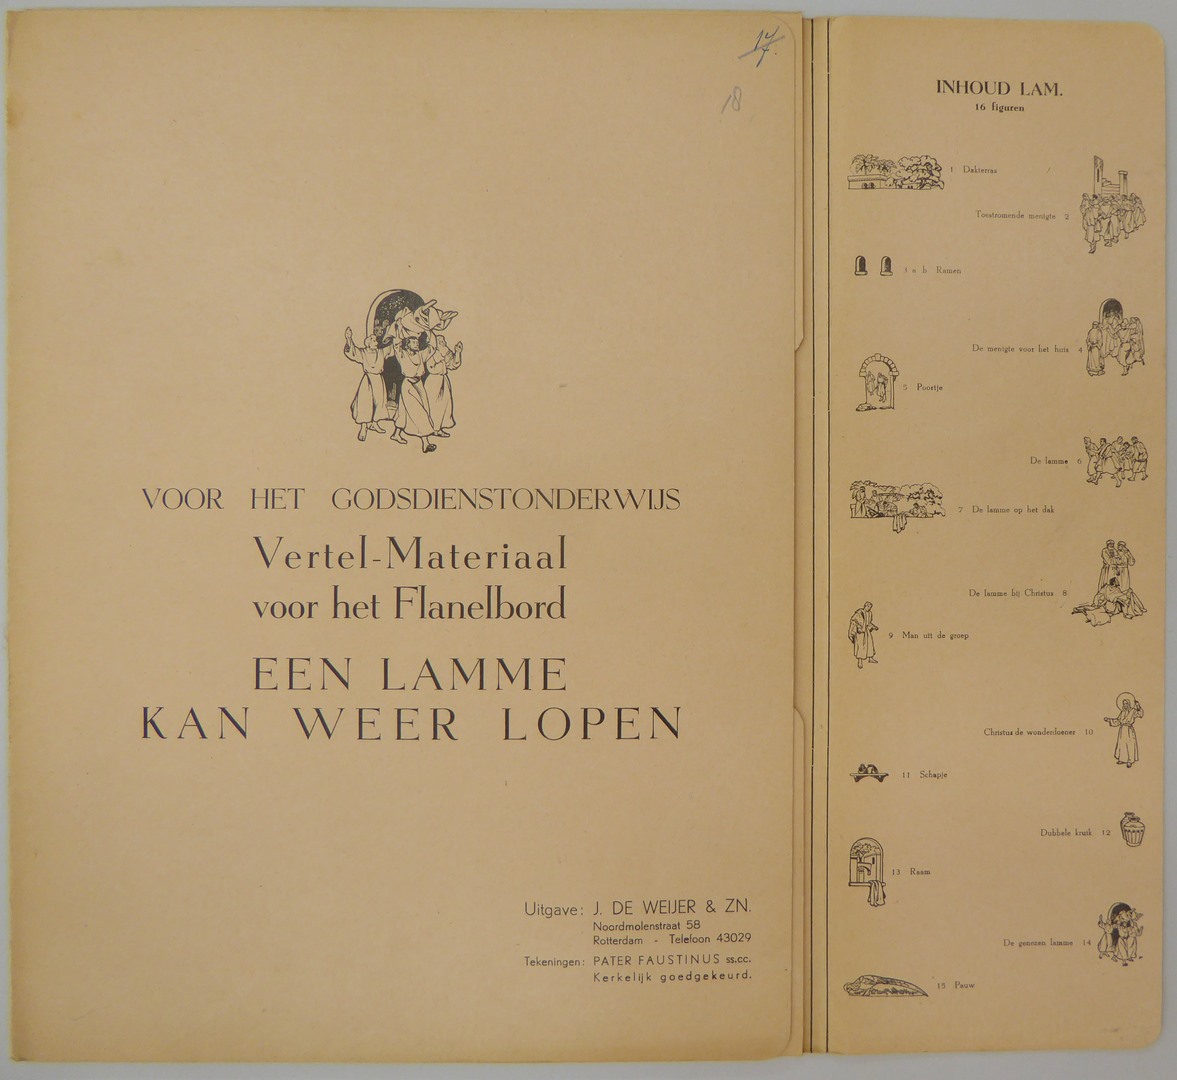 17
18
VOOR HET GODSDIENSTONDERWIJS
Vertel-Materiaal
voor het Flanelbord
EEN LAMME
KAN WEER LOPEN
Uitgave: J. DE WEIJER & ZN.
Noordmolenstraat 58
Rotterdam - Telefoon 43029
Tekeningen: PATER FAUSTINUS ss.cc.
Kerkelijk goedgekeurd.
INHOUD LAM.
16 figuren
1 Dakterras
Toestromende menigte 2
3 a b Ramen
De menigte voor het huis 4
5 Poortje
De lamme 6
7 De lamme op het dak
De lamme bij Christus 8
9 Man uit de groep
Christus de wonderdoener 10
11 Schapje
Dubbele kruik 12
13 Raam
De genezen lamme 14
15 Pauw